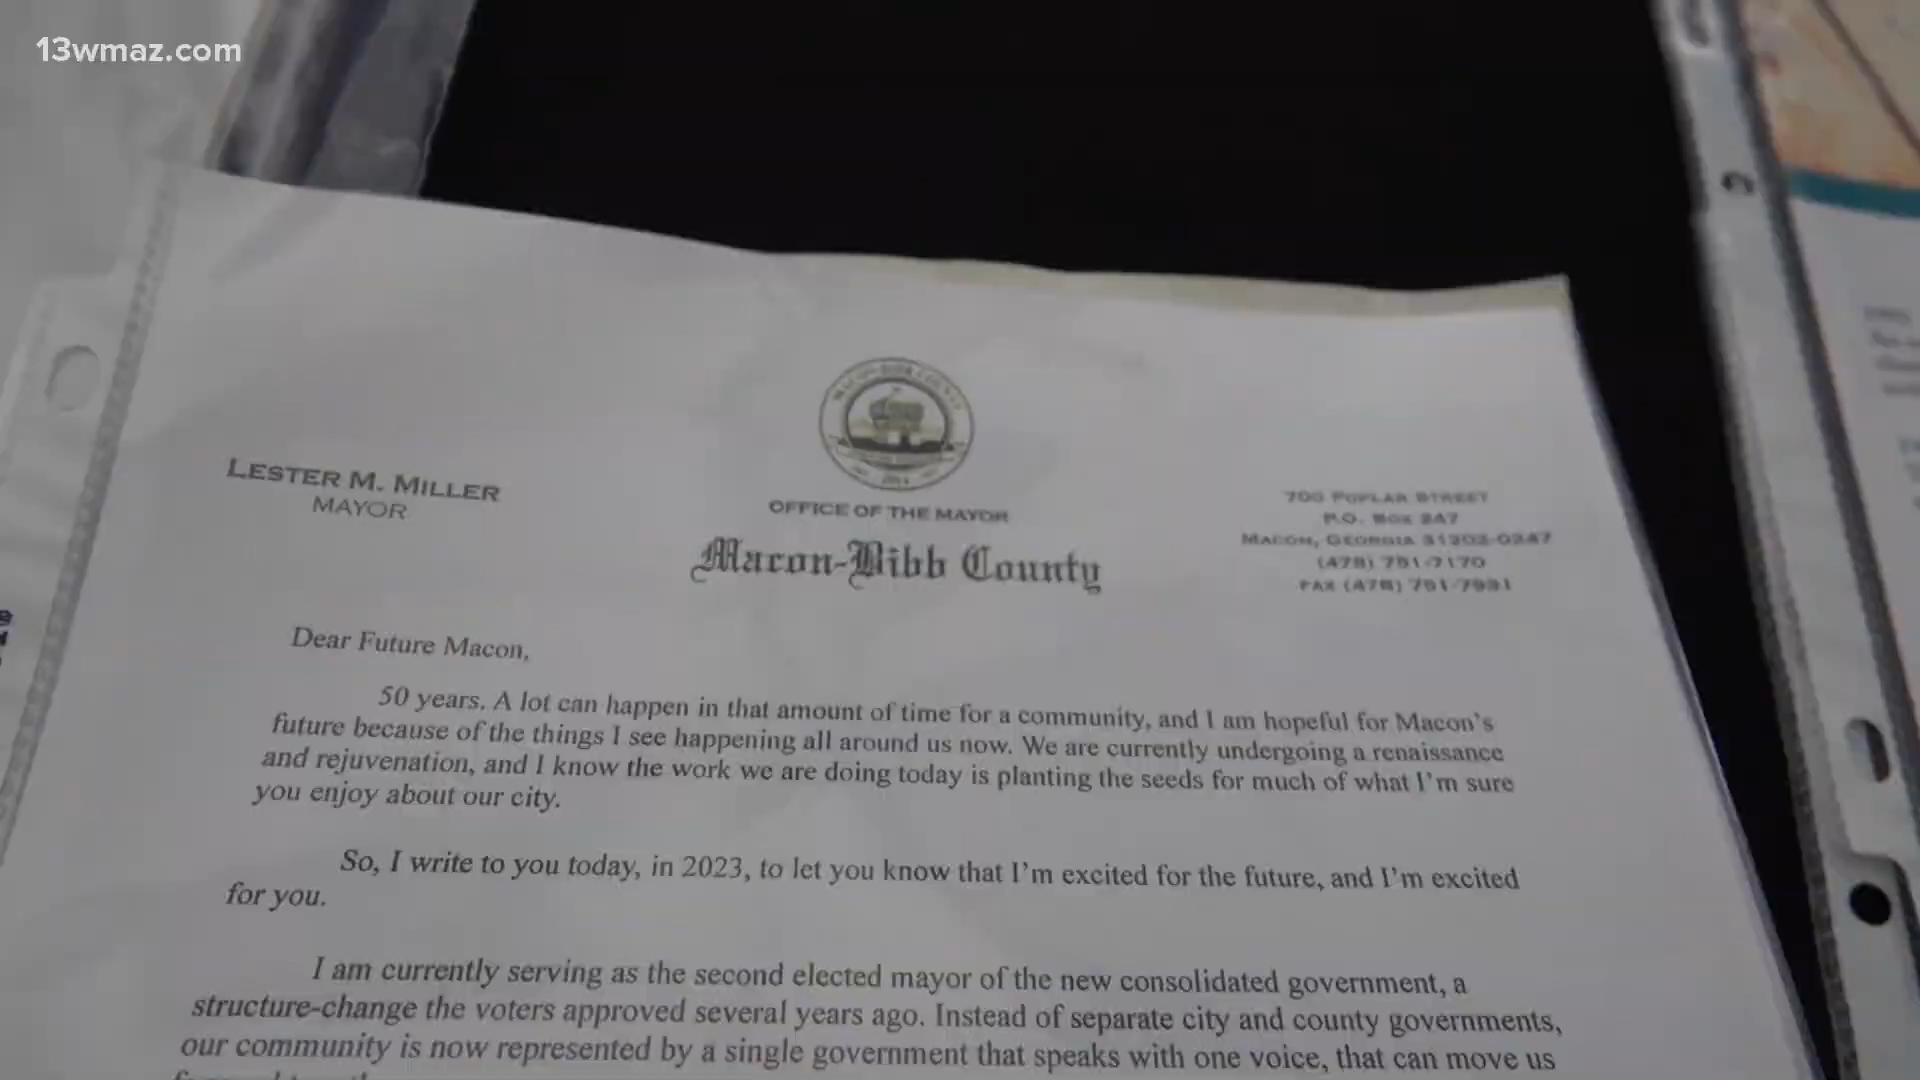 13wmaz.com
LESTER M. MILLER
MAYOR
OFFICE OF THE MAYOR
Macon-Bibb County
700 POPLAR STREET
P.O. BOX 247
MACON, GEORGIA 31202-0247
(478) 751-7170
FAX (478) 751-7931
Dear Future Macon,
50 years. A lot can happen in that amount of time for a community, and I am hopeful for Macon's
future because of the things I see happening all around us now. We are currently undergoing a renaissance
and rejuvenation, and I know the work we are doing today is planting the seeds for much of what I'm sure
you enjoy about our city.
So, I write to you today, in 2023, to let you know that I'm excited for the future, and I'm excited
for you.
I am currently serving as the second elected mayor of the new consolidated government, a
structure-change the voters approved several years ago. Instead of separate city and county governments,
our community is now represented by a single government that speaks with one voice, that can move us